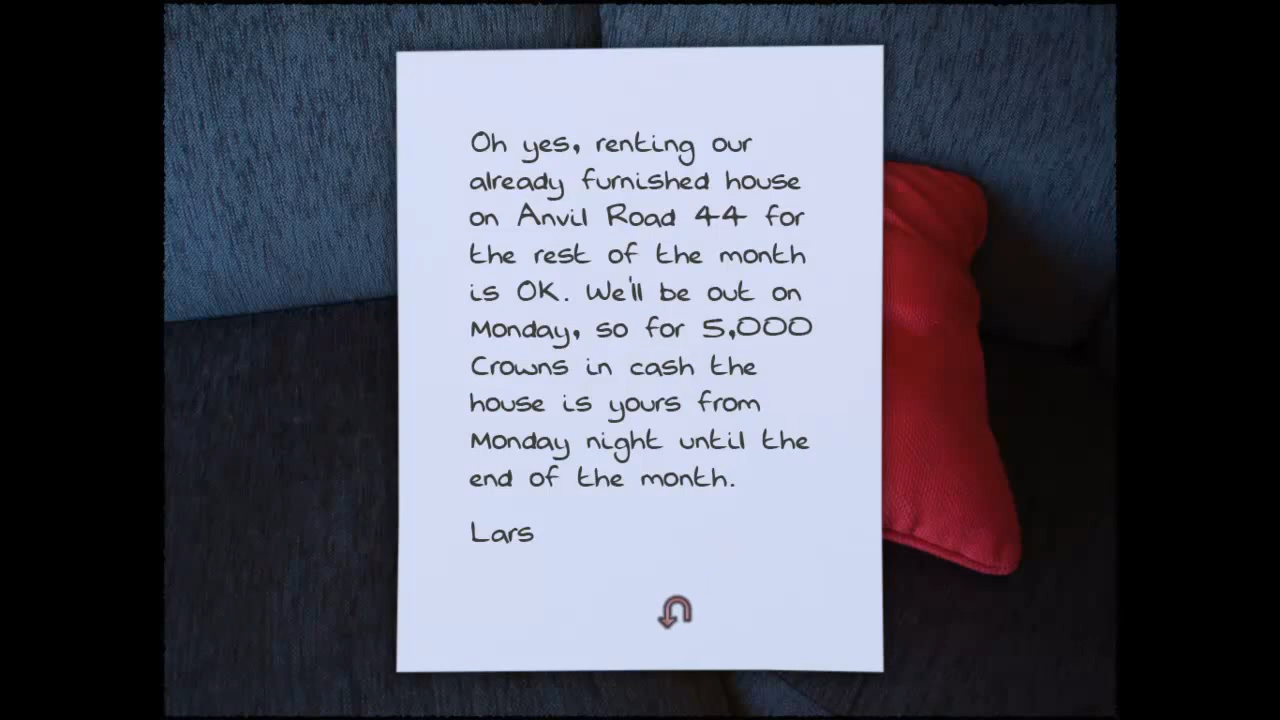 Oh yes, renting our
already furnished house
on Anvil Road 44 for
the rest of the month
is OK. We'll be out on
Monday, so for 5,000
Crowns in cash the
house is yours from
Monday night until the
end of the month.
Lars